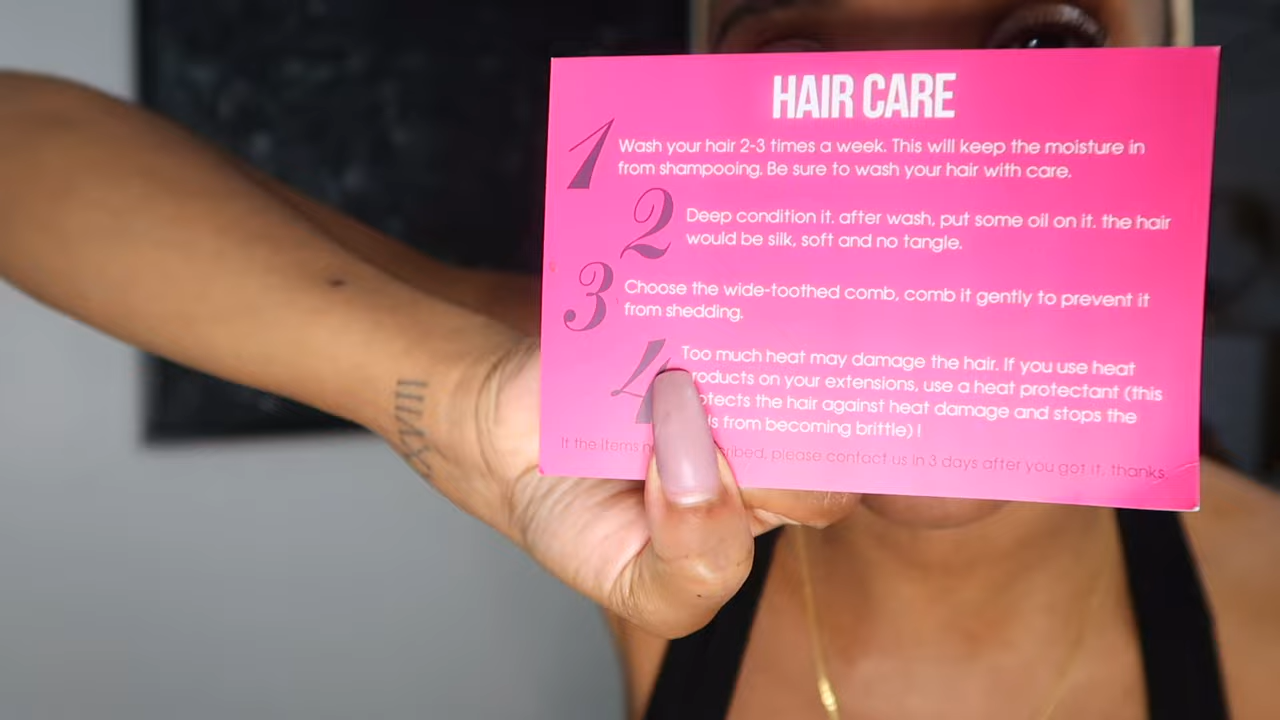 HAIR CARE
1 Wash your hair 2-3 times a week. This will keep the moisture in
from shampooing. Be sure to wash your hair with care.
2 Deep condition it. after wash, put some oil on it. the hair
would be silk, soft and no tangle.
3 Choose the wide-toothed comb, comb it gently to prevent it
from shedding.
4 Too much heat may damage the hair. If you use heat
roducts on your extensions, use a heat protectant (this
otects the hair against heat damage and stops the
from becoming brittle) !
If the items please contact us in 3 days after you got it, thanks.